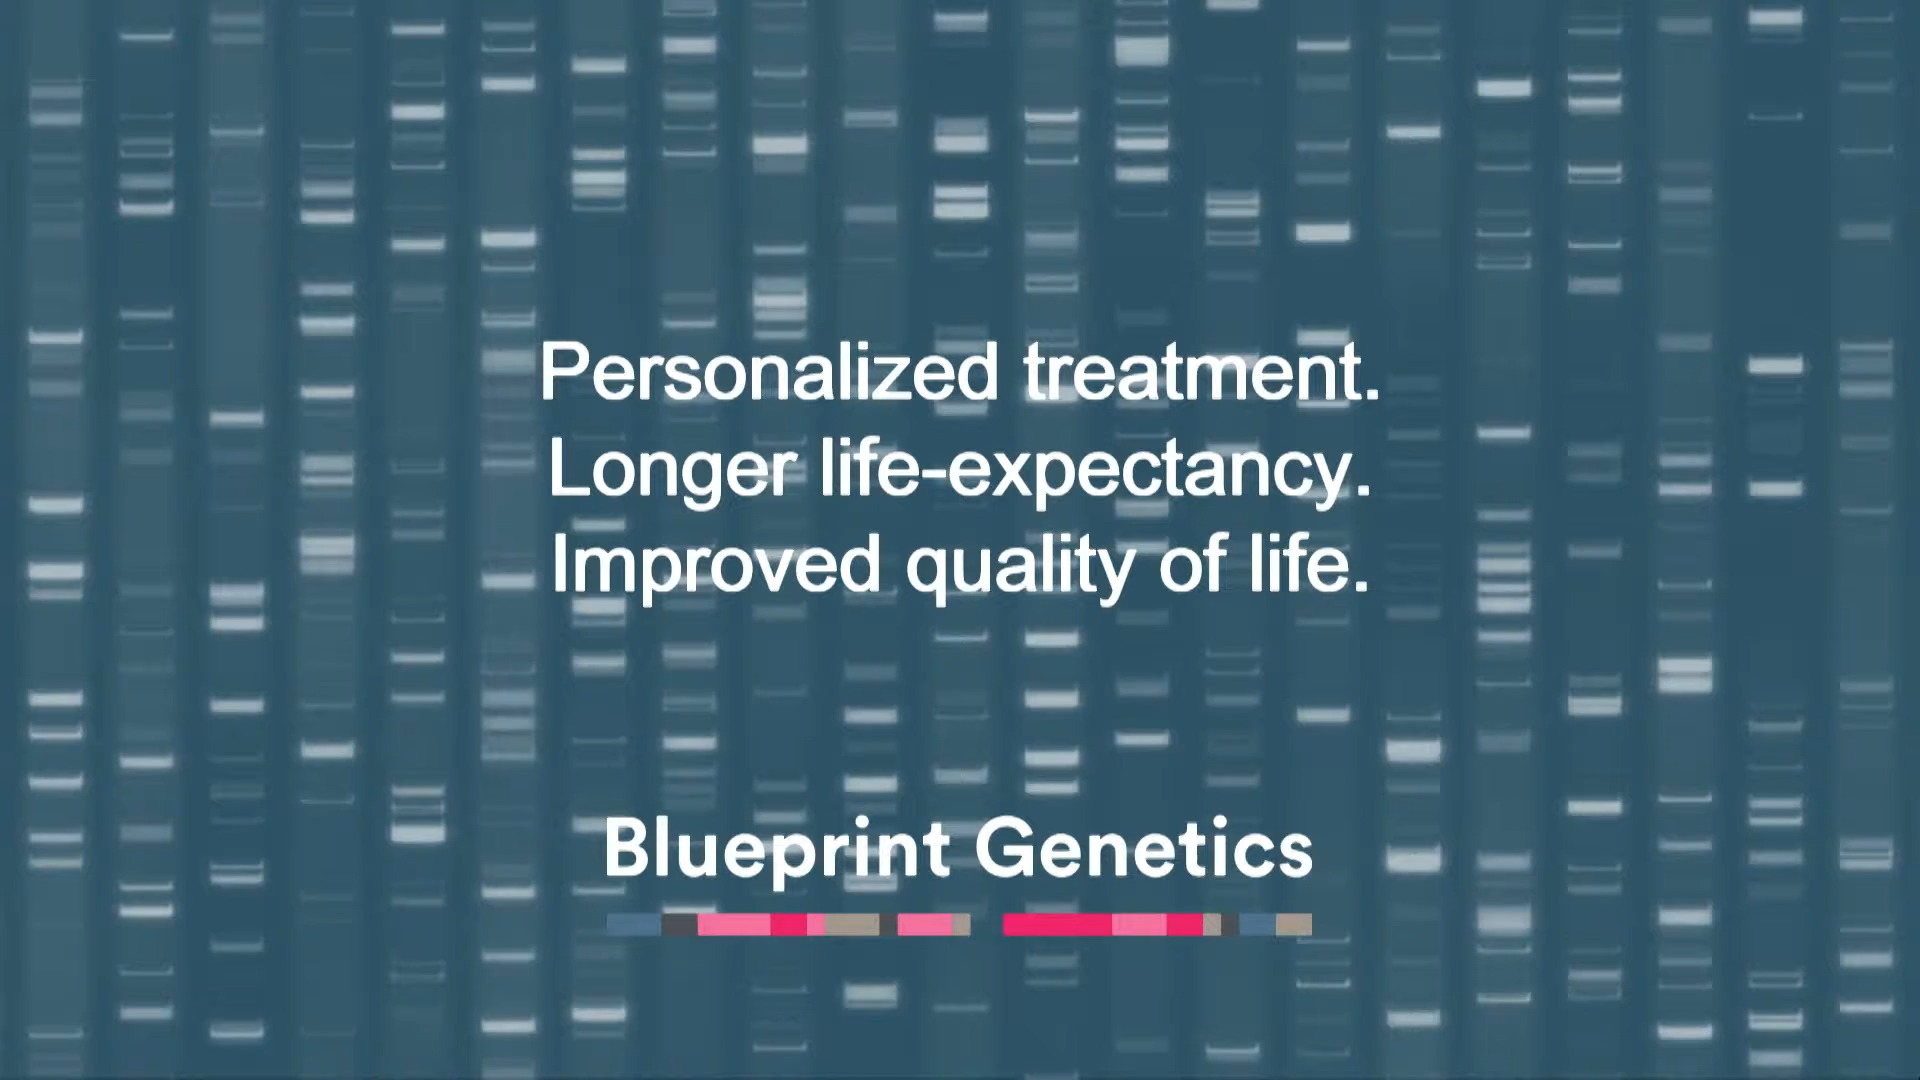 Personalized treatment.
Longer life-expectancy.
Improved quality of life.
Blueprint Genetics